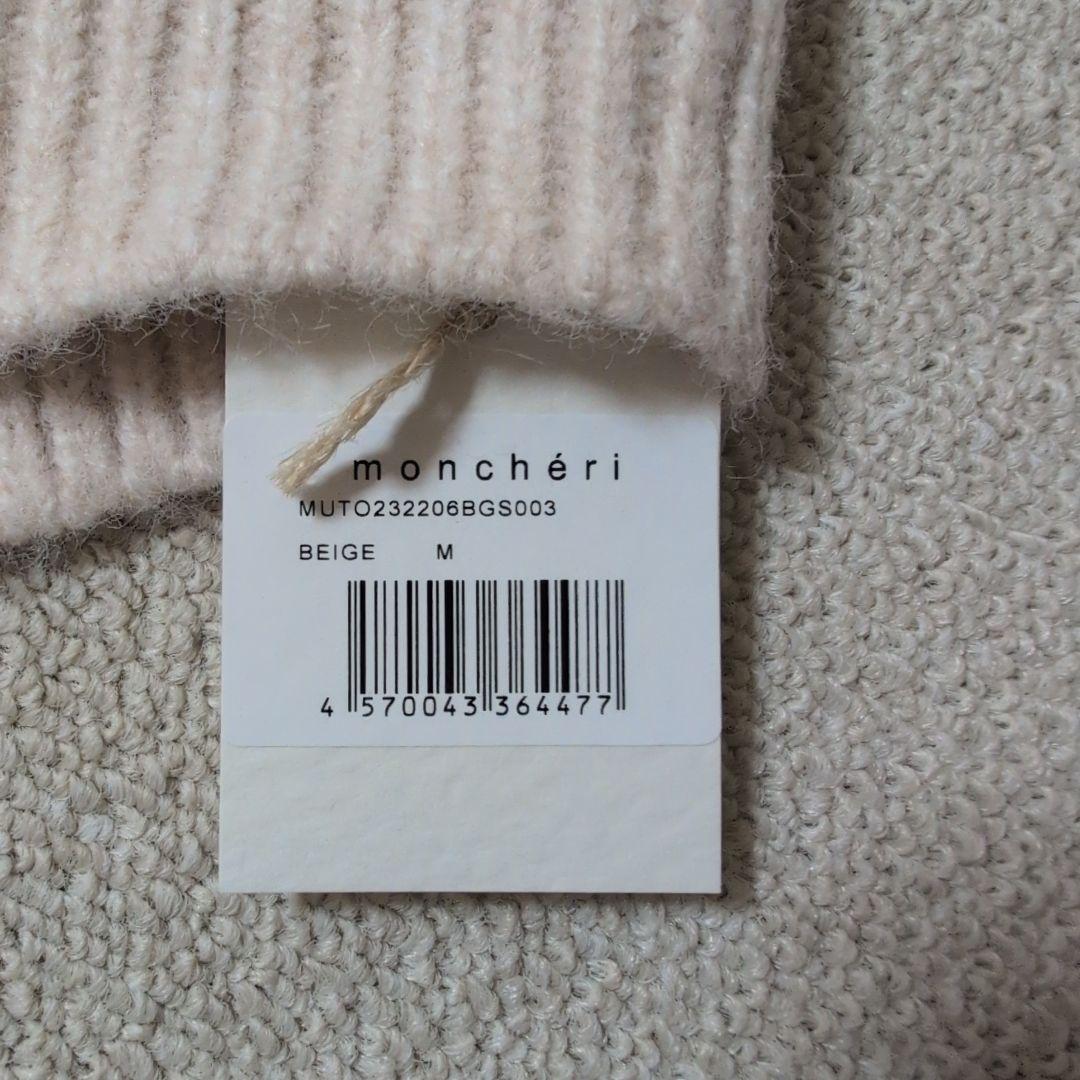 monchéri
MUTO232206BGS003
BEIGE M
4 570043 364477